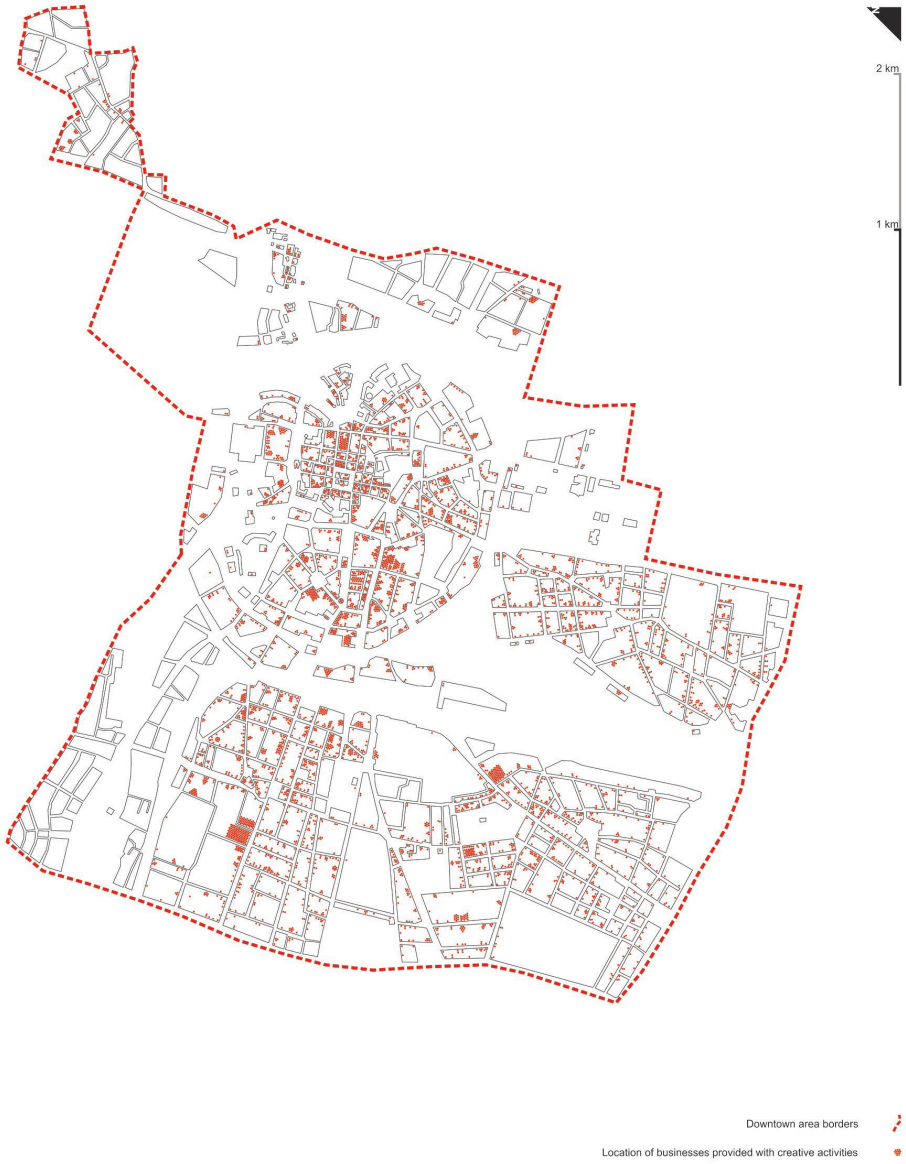 2 km
1 km
Downtown area borders
Location of businesses provided with creative activities